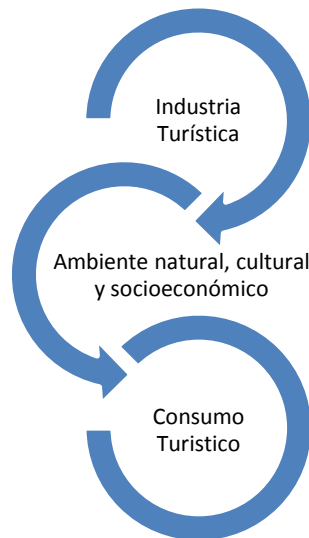 Industria
Turística
Ambiente natural, cultural
y socioeconómico
Consumo
Turistico